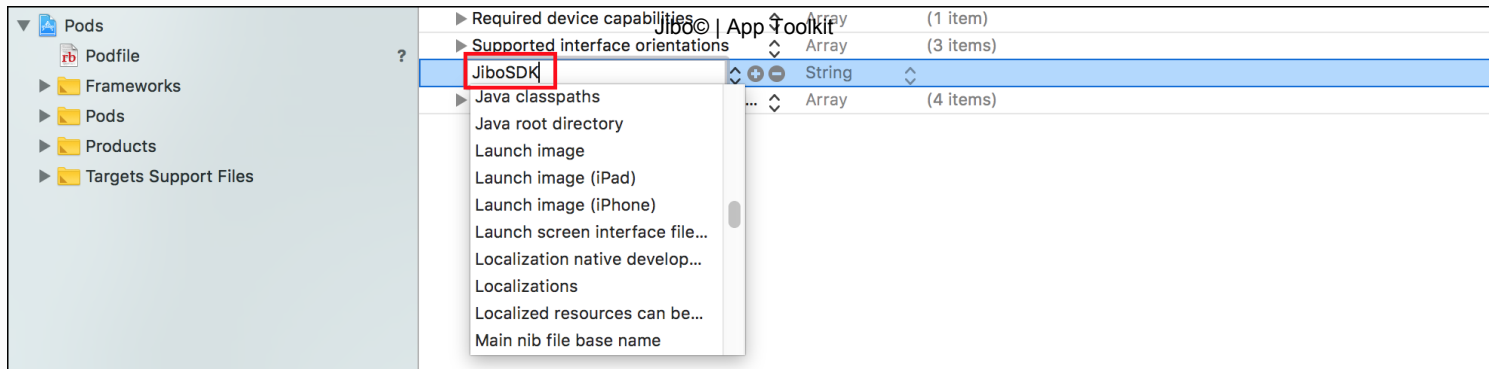 Pods
Podfile ?
Frameworks
Pods
Products
Targets Support Files
Required device capabilities Array (1 item)
Jibo© | App Toolkit
Supported interface orientations Array (3 items)
JiboSDK String
... Array (4 items)
Java classpaths
Java root directory
Launch image
Launch image (iPad)
Launch image (iPhone)
Launch screen interface file...
Localization native develop...
Localizations
Localized resources can be...
Main nib file base name